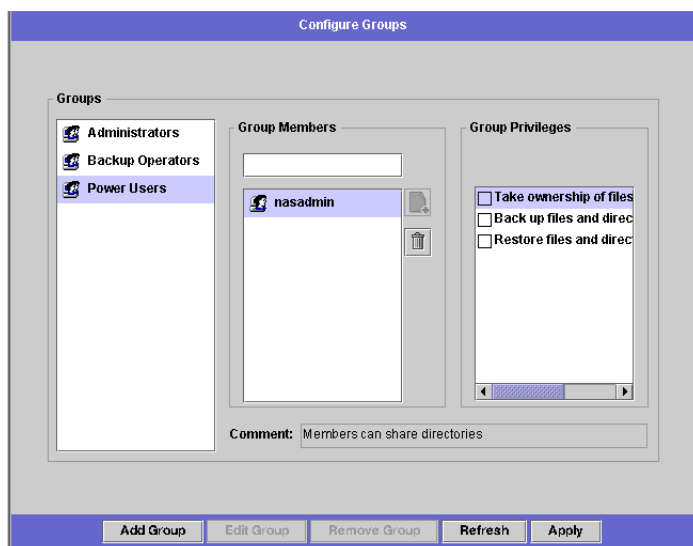 Configure Groups
Groups
Administrators
Backup Operators
Power Users
Group Members
nasadmin
Group Privileges
Take ownership of files
Back up files and direc
Restore files and direc
Comment: Members can share directories
Add Group Edit Group Remove Group Refresh Apply